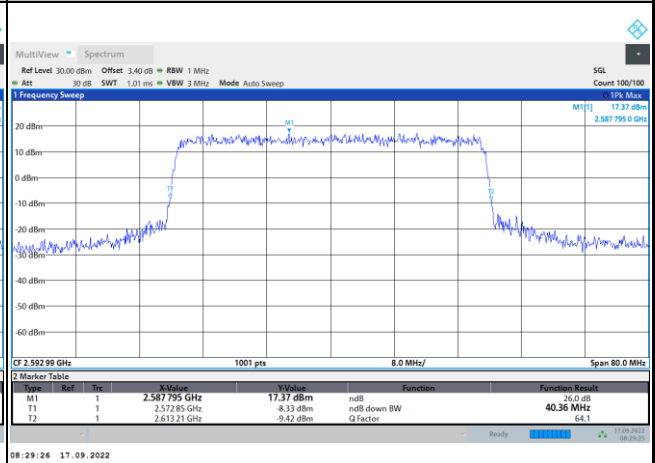 MultiView Spectrum
Ref Level 30.00 dBm Offset 3.40 dB RBW 1 MHz SGL
Att 30 dB SWT 1.01 ms VBW 3 MHz Mode Auto Sweep Count 100/100
1 Frequency Sweep 1Pk Max
M1[1] 17.37 dBm
2.587 795 0 GHz
M1
20 dBm
10 dBm
0 dBm
T1 T2
-10 dBm
-20 dBm
-30 dBm
-40 dBm
-50 dBm
-60 dBm
CF 2.592 99 GHz 1001 pts 8.0 MHz/ Span 80.0 MHz
2 Marker Table
Type Ref Trc X-Value Y-Value Function Function Result
M1 1 2.587 795 GHz 17.37 dBm ndB 26.0 dB
T1 1 2.572 85 GHz -8.33 dBm ndB down BW 40.36 MHz
T2 1 2.613 21 GHz -9.42 dBm Q Factor 64.1
Ready 17.09.2022
08:29:25
08:29:26 17.09.2022